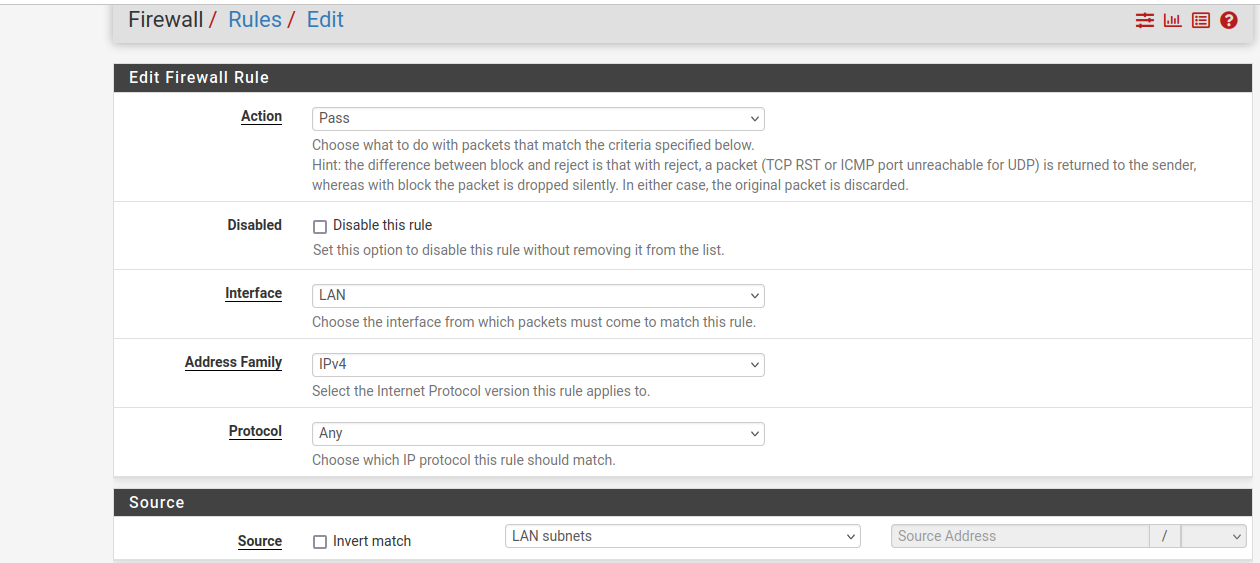 Firewall / Rules / Edit
Edit Firewall Rule
Action Pass
Choose what to do with packets that match the criteria specified below.
Hint: the difference between block and reject is that with reject, a packet (TCP RST or ICMP port unreachable for UDP) is returned to the sender,
whereas with block the packet is dropped silently. In either case, the original packet is discarded.
Disabled Disable this rule
Set this option to disable this rule without removing it from the list.
Interface LAN
Choose the interface from which packets must come to match this rule.
Address Family IPv4
Select the Internet Protocol version this rule applies to.
Protocol Any
Choose which IP protocol this rule should match.
Source
Source Invert match LAN subnets Source Address /